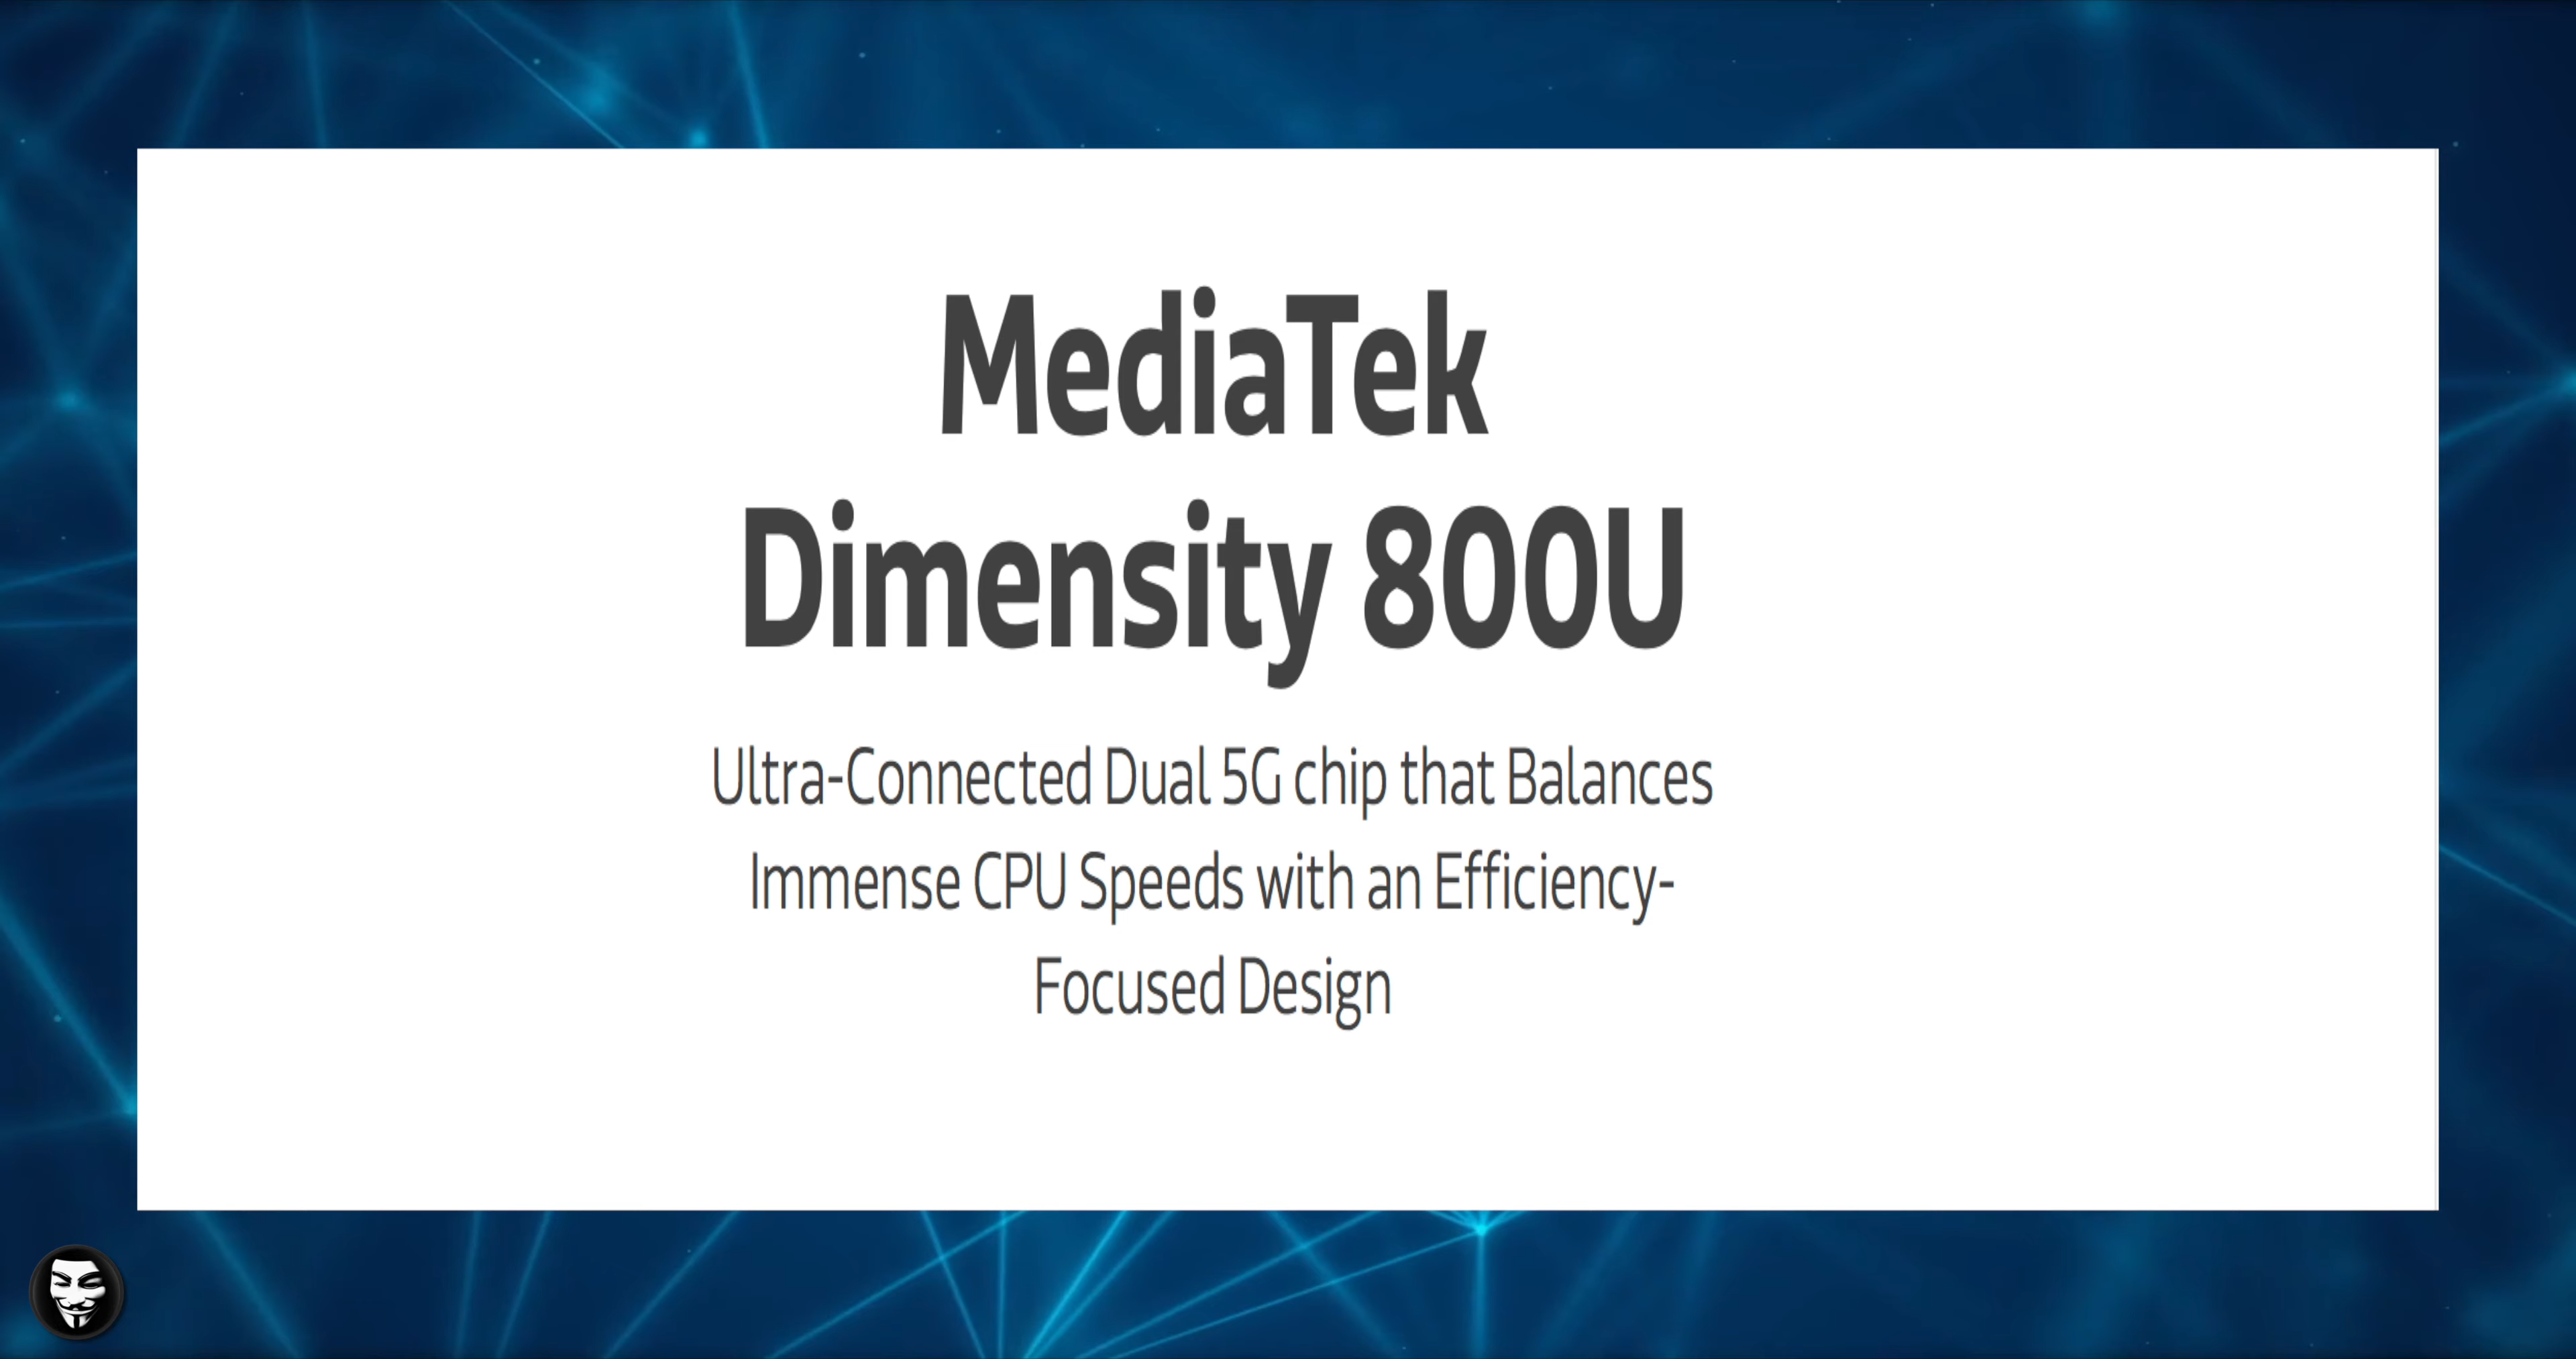 MediaTek
Dimensity 800U
Ultra-Connected Dual 5G chip that Balances
Immense CPU Speeds with an Efficiency-
Focused Design